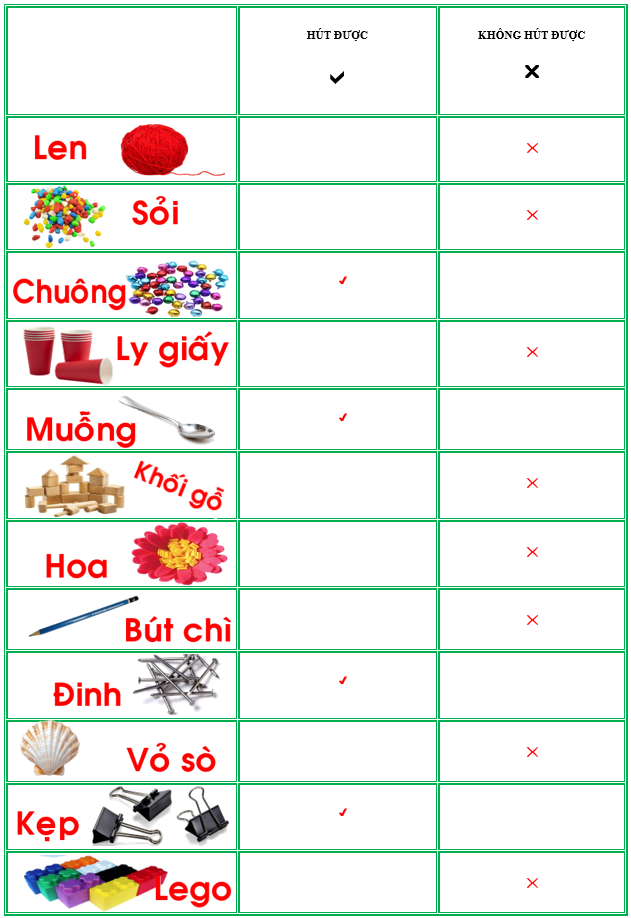 HÚT ĐƯỢC
KHÔNG HÚT ĐƯỢC
✔
✕
Len
✕
Sỏi
✕
Chuông
✔
Ly giấy
✕
Muỗng
✔
Khối gỗ
✕
Hoa
✕
Bút chì
✕
Đinh
✔
Vỏ sò
✕
Kẹp
✔
Lego
✕